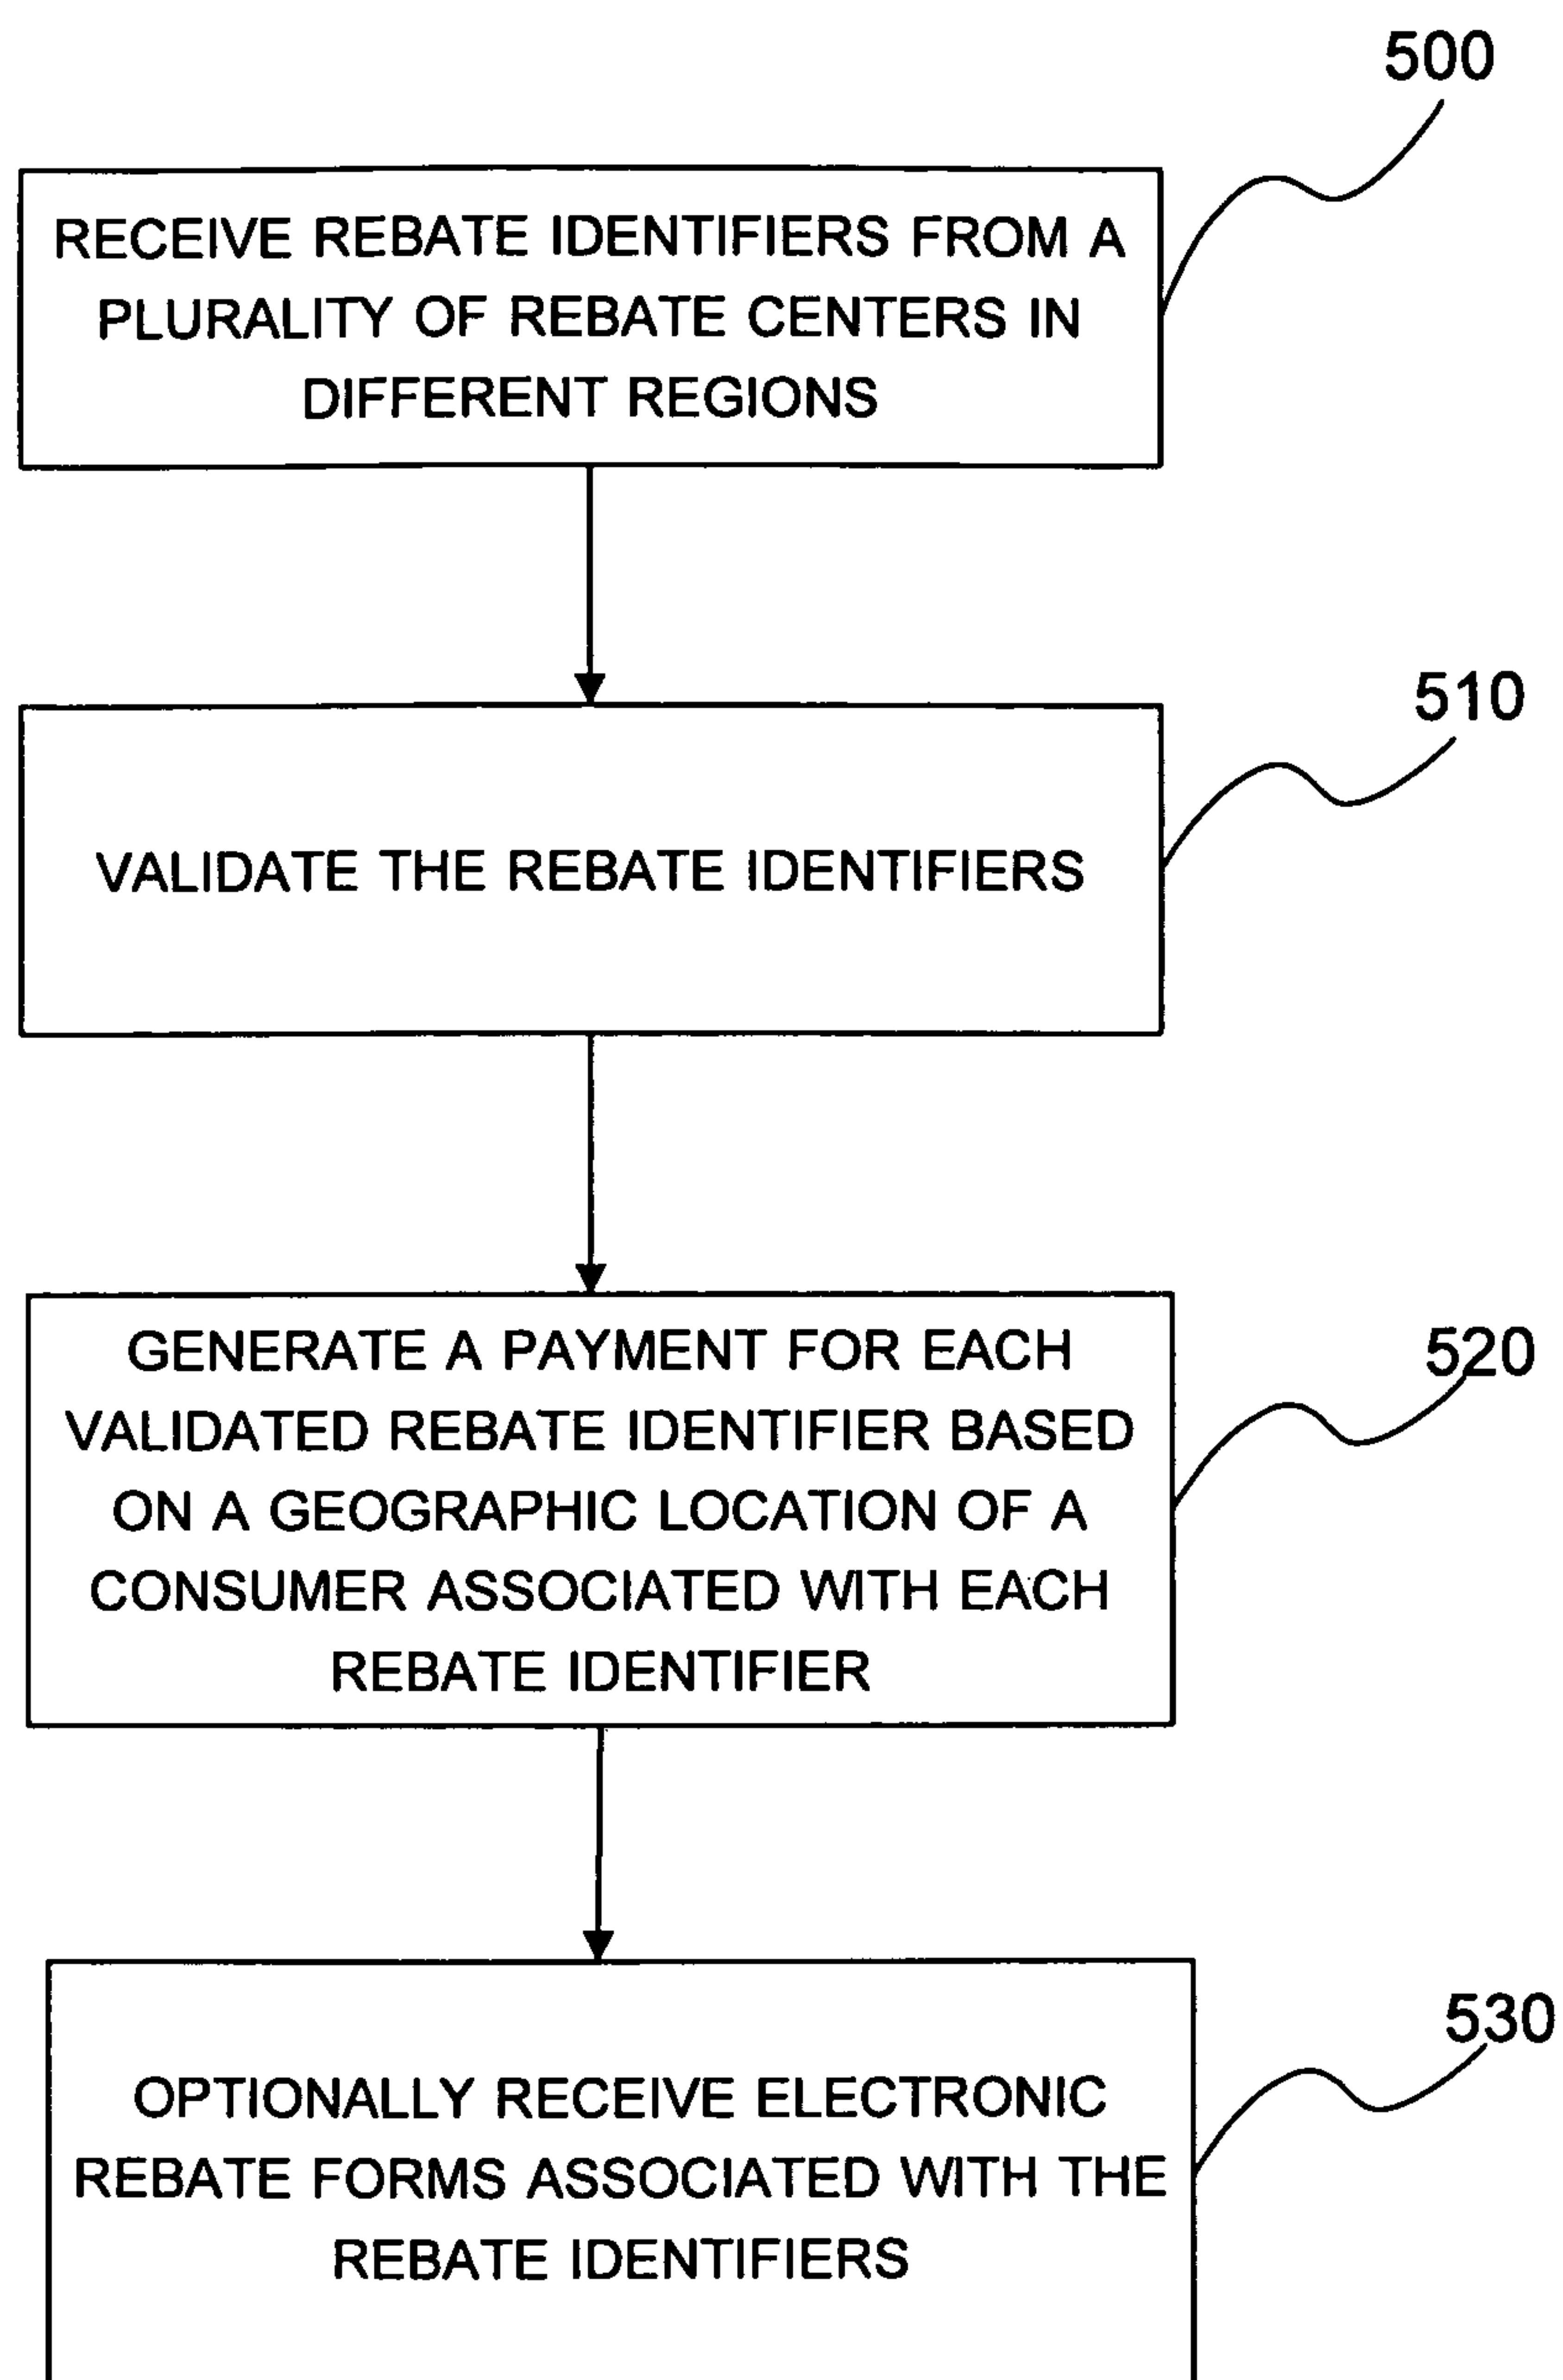 500
RECEIVE REBATE IDENTIFIERS FROM A
PLURALITY OF REBATE CENTERS IN
DIFFERENT REGIONS
510
VALIDATE THE REBATE IDENTIFIERS
520
GENERATE A PAYMENT FOR EACH
VALIDATED REBATE IDENTIFIER BASED
ON A GEOGRAPHIC LOCATION OF A
CONSUMER ASSOCIATED WITH EACH
REBATE IDENTIFIER
530
OPTIONALLY RECEIVE ELECTRONIC
REBATE FORMS ASSOCIATED WITH THE
REBATE IDENTIFIERS